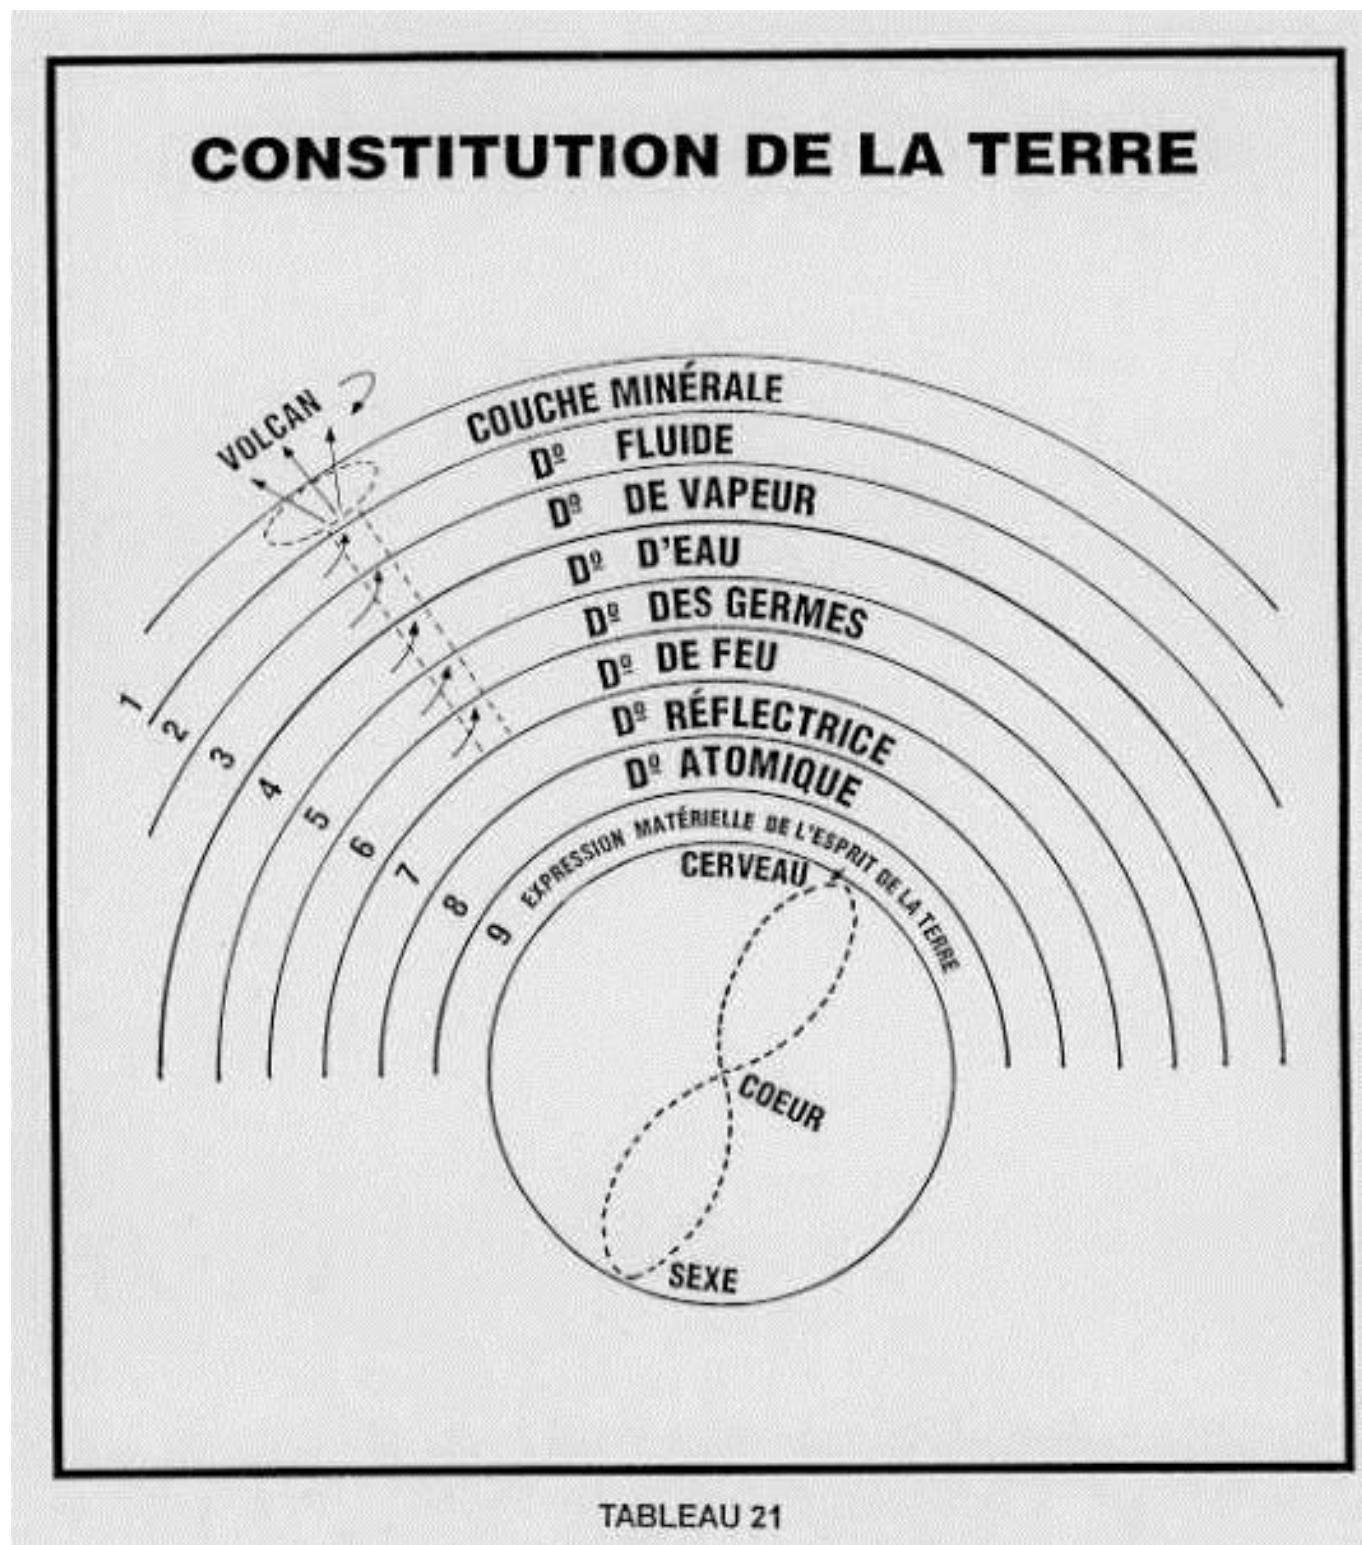 CONSTITUTION DE LA TERRE
VOLCAN
COUCHE MINÉRALE
Dº FLUIDE
Dº DE VAPEUR
Dº D'EAU
Dº DES GERMES
Dº DE FEU
Dº RÉFLECTRICE
Dº ATOMIQUE
EXPRESSION MATÉRIELLE DE L'ESPRIT DE LA TERRE
1
2
3
4
5
6
7
8
9
CERVEAU
COEUR
SEXE
TABLEAU 21